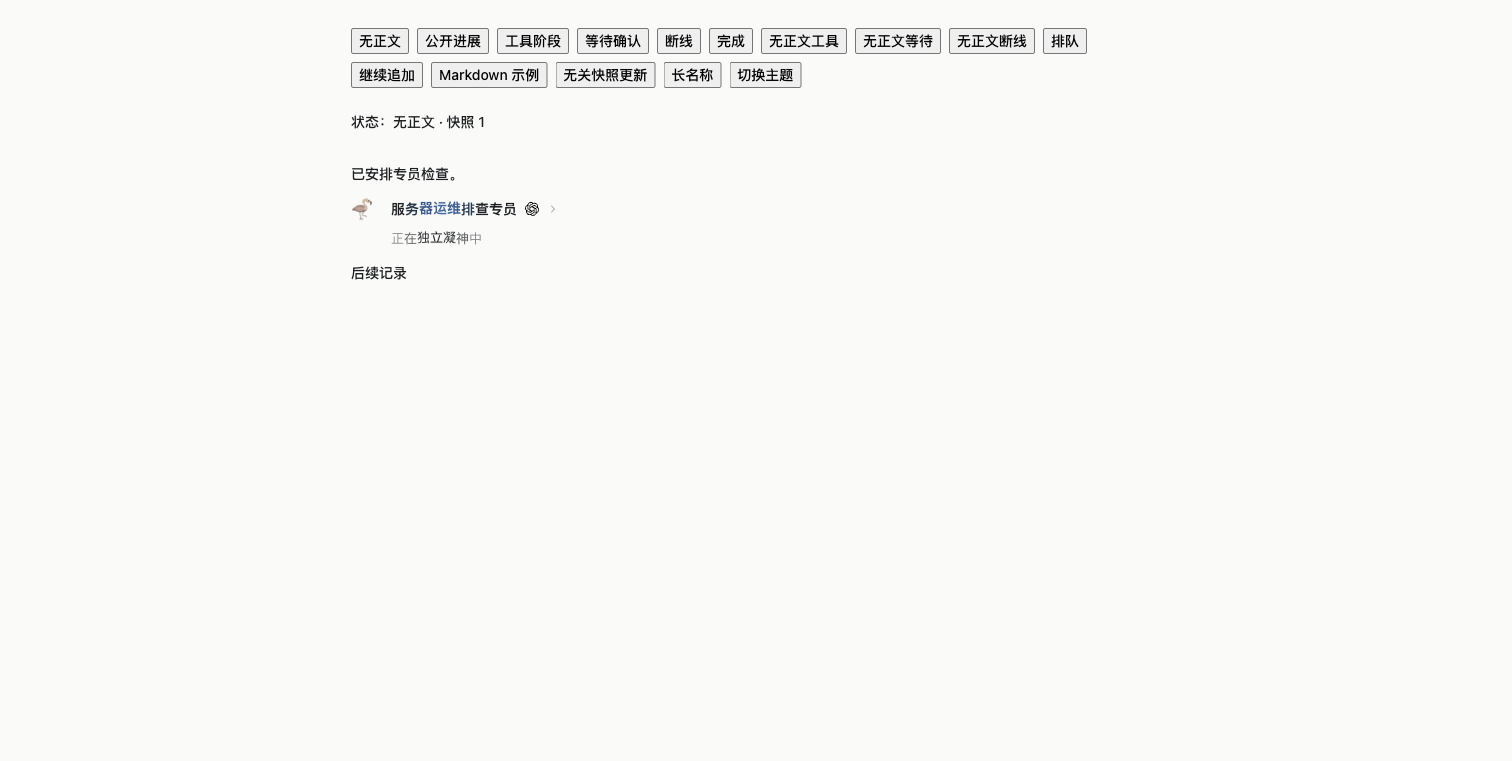 无正文 公开进展 工具阶段 等待确认 断线 完成 无正文工具 无正文等待 无正文断线 排队
继续追加 Markdown 示例 无关快照更新 长名称 切换主题
状态：无正文 · 快照 1
已安排专员检查。
服务器运维排查专员
正在独立凝神中
后续记录